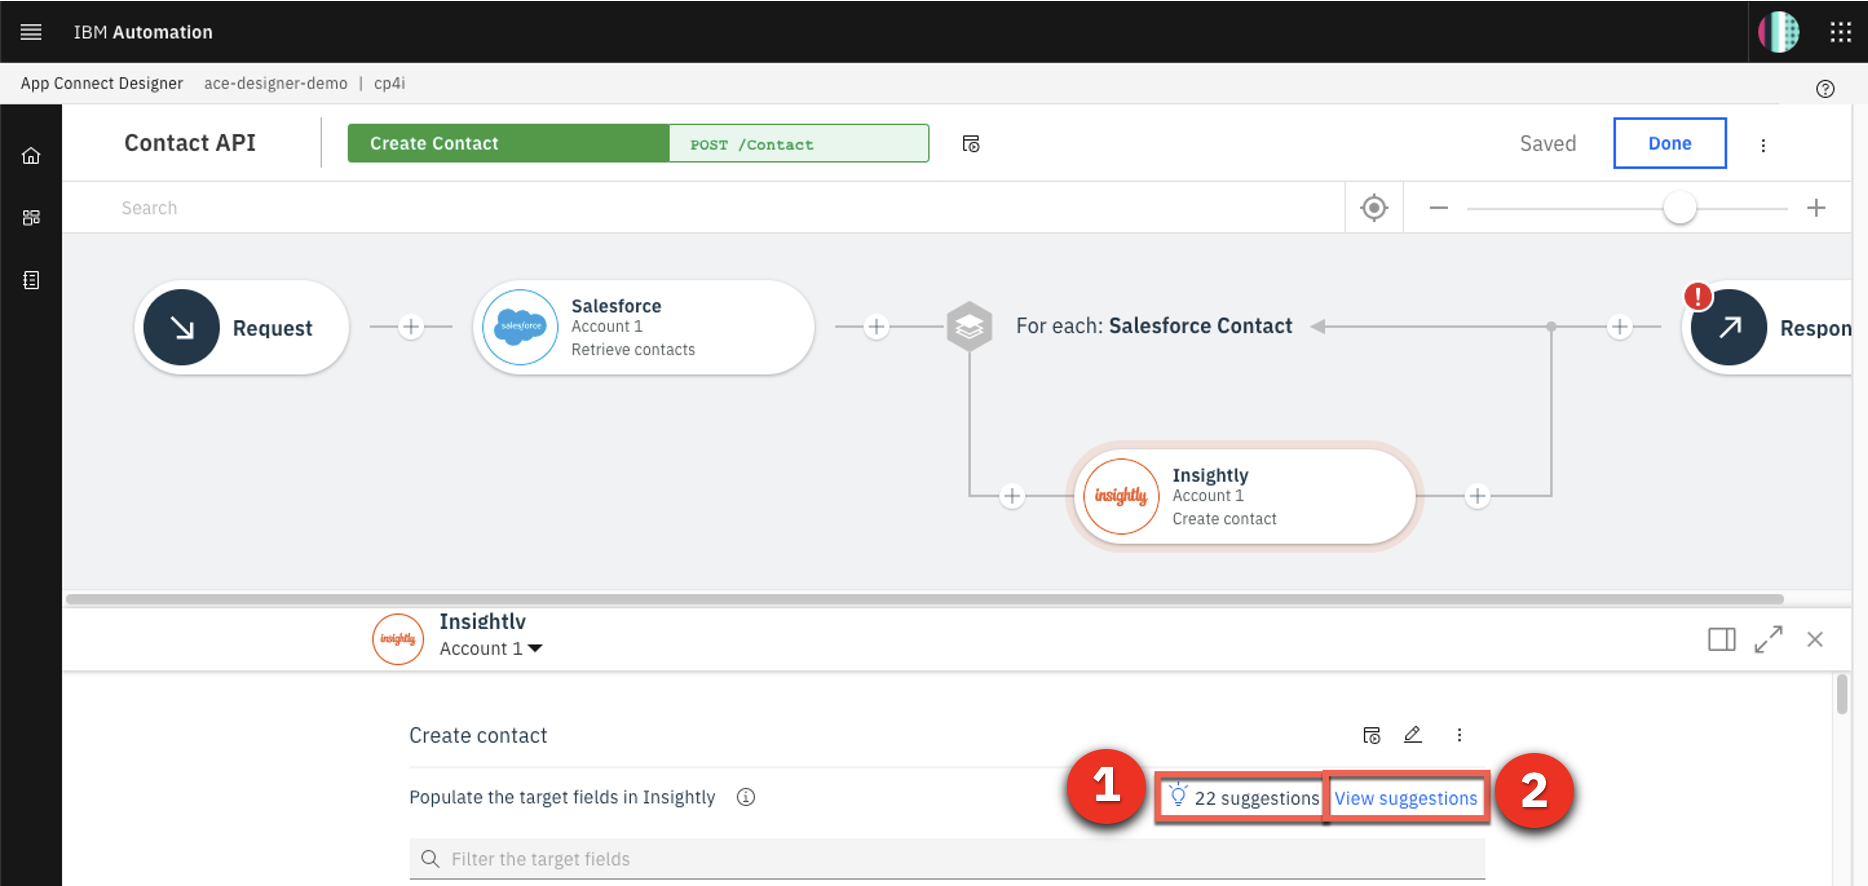 IBM Automation
App Connect Designer ace-designer-demo | cp4i
Contact API
Create Contact
POST /Contact
Saved
Done
Search
Request
salesforce
Salesforce
Account 1
Retrieve contacts
For each: Salesforce Contact
!
Respon
insightly
Insightly
Account 1
Create contact
insightly
Insightly
Account 1
Create contact
Populate the target fields in Insightly
1
22 suggestions
View suggestions
2
Filter the target fields